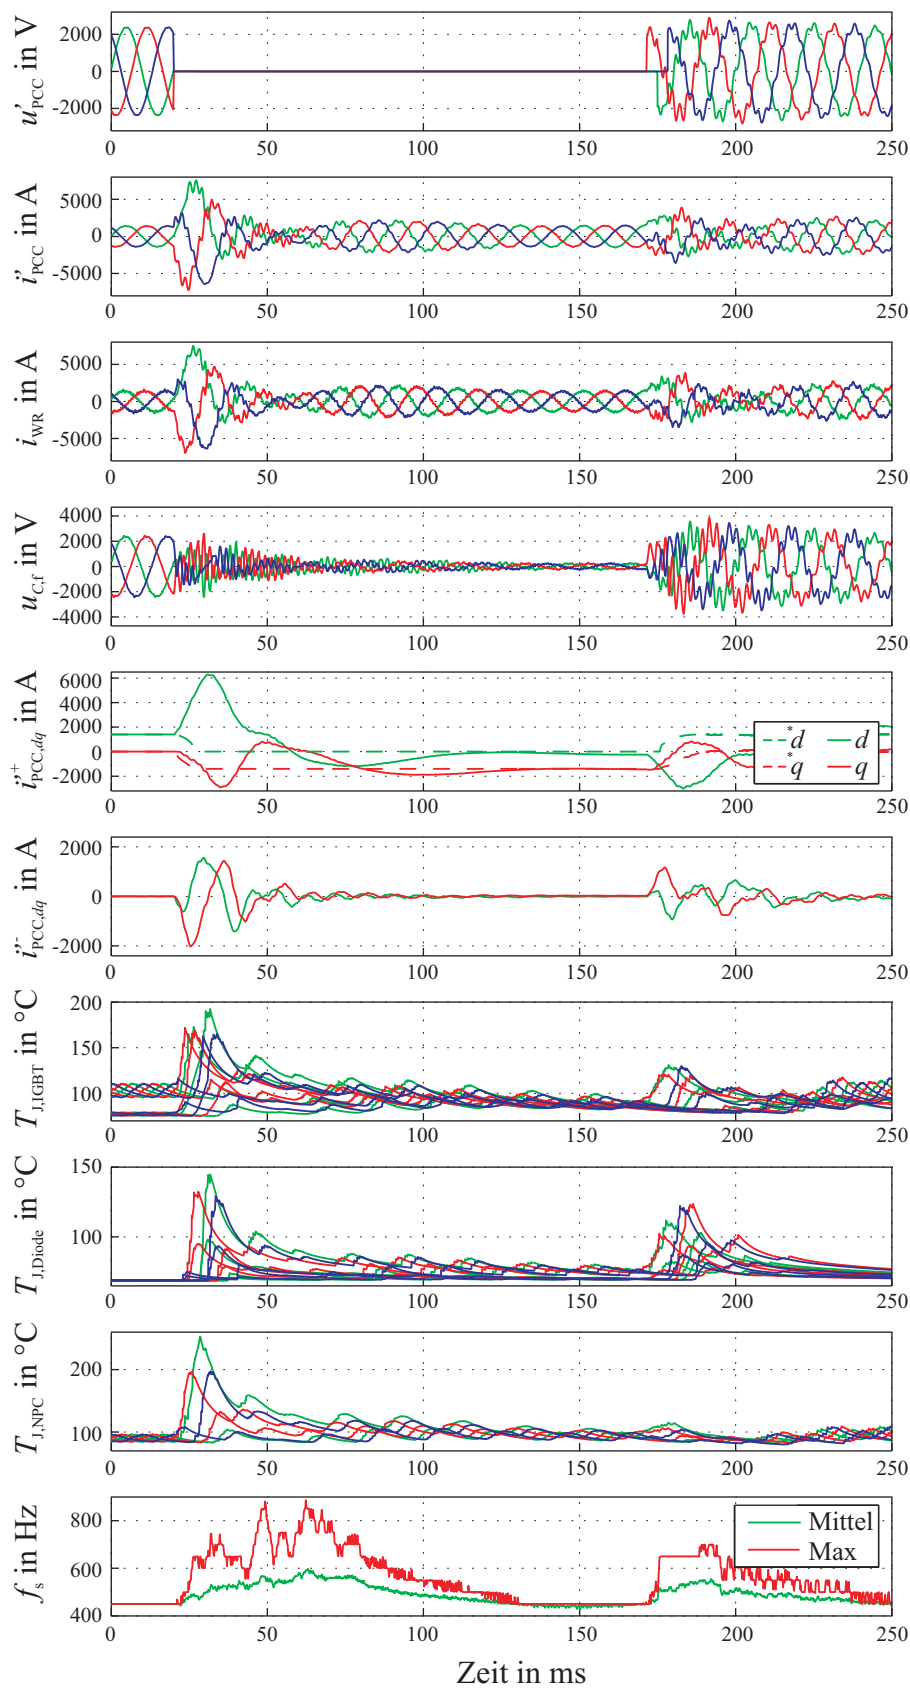 u'PCC in V
2000
0
-2000
0 50 100 150 200 250
i''PCC in A
5000
0
-5000
0 50 100 150 200 250
iWR in A
5000
0
-5000
0 50 100 150 200 250
uC,f in V
4000
2000
0
-2000
-4000
0 50 100 150 200 250
i''+PCC,dq in A
6000
4000
2000
0
-2000
*d d
*q q
0 50 100 150 200 250
i''-PCC,dq in A
2000
0
-2000
0 50 100 150 200 250
TJ,IGBT in °C
200
150
100
0 50 100 150 200 250
TJ,Diode in °C
150
100
0 50 100 150 200 250
TJ,NPC in °C
200
100
0 50 100 150 200 250
fs in Hz
800
600
400
Mittel
Max
0 50 100 150 200 250
Zeit in ms